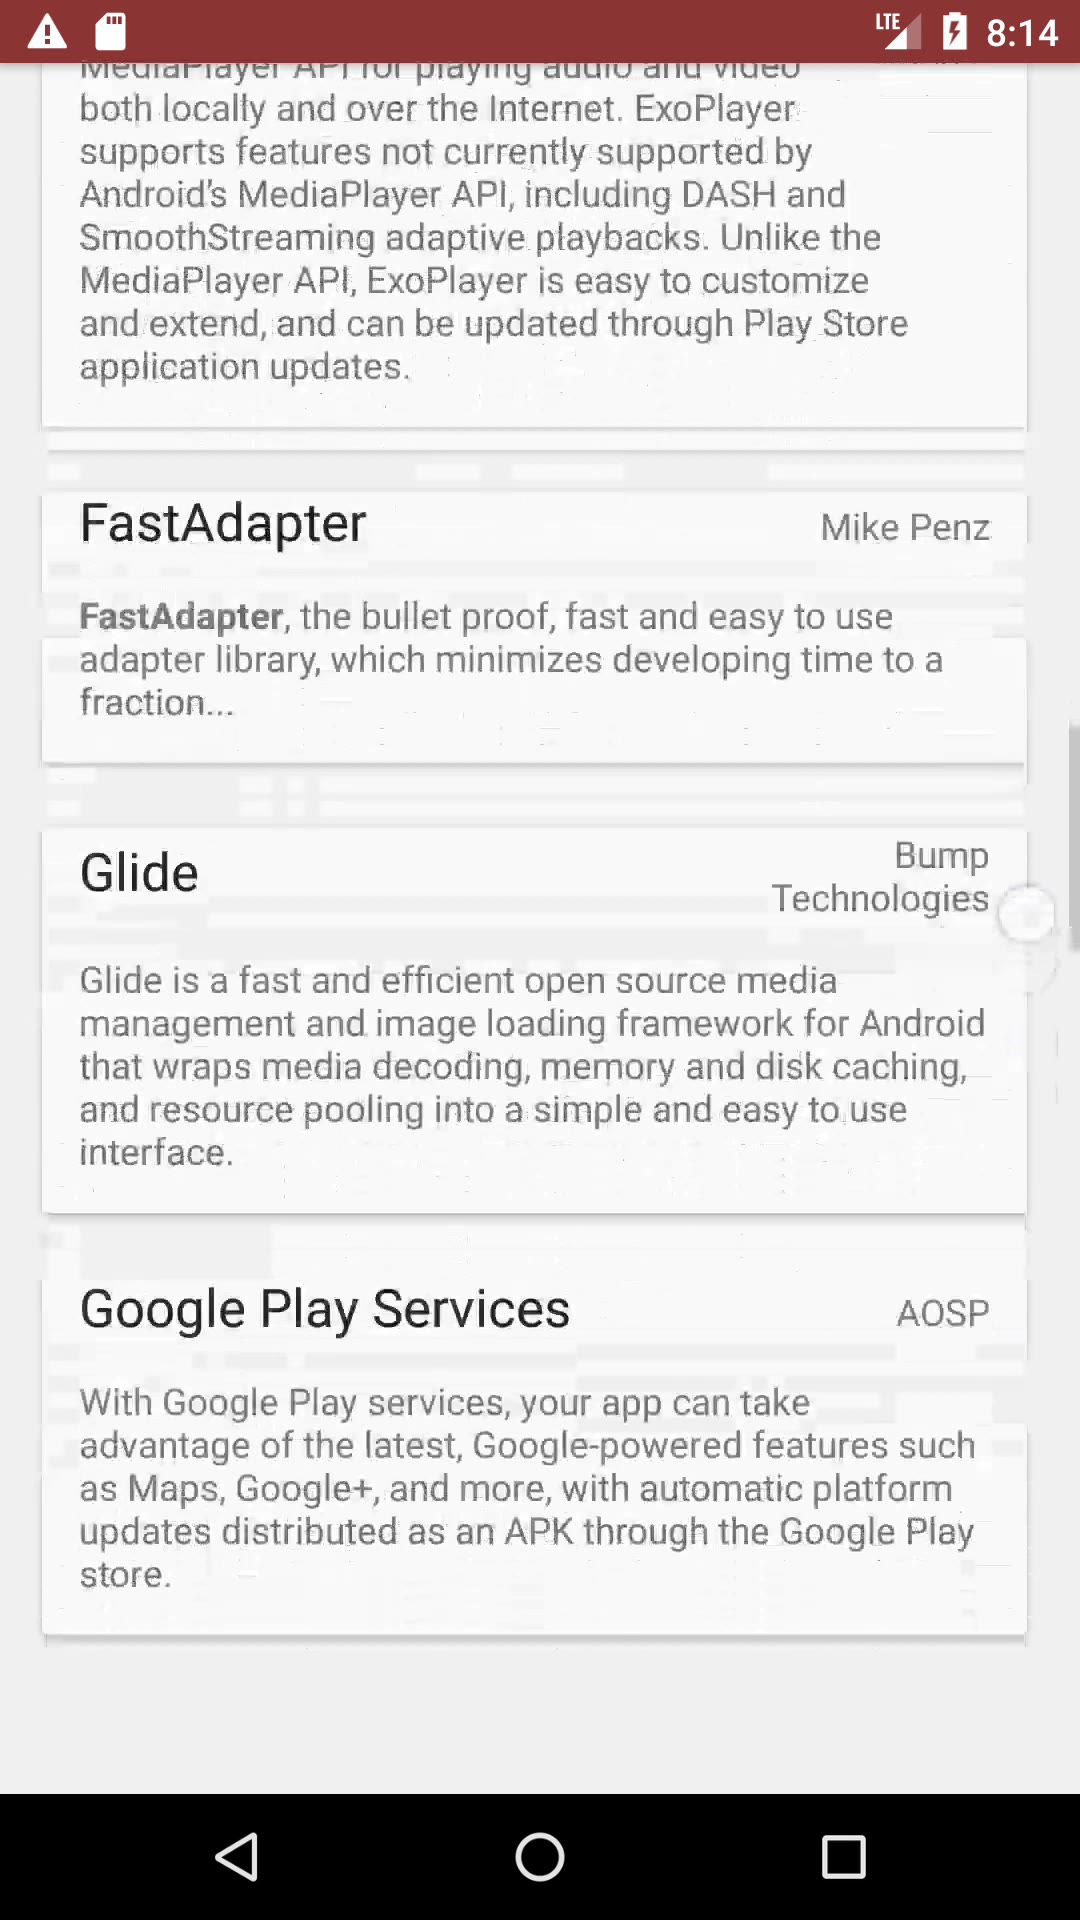 LTE 8:14
MediaPlayer API for playing audio and video
both locally and over the Internet. ExoPlayer
supports features not currently supported by
Android's MediaPlayer API, including DASH and
SmoothStreaming adaptive playbacks. Unlike the
MediaPlayer API, ExoPlayer is easy to customize
and extend, and can be updated through Play Store
application updates.
FastAdapter Mike Penz
FastAdapter, the bullet proof, fast and easy to use
adapter library, which minimizes developing time to a
fraction...
Glide Bump
Technologies
Glide is a fast and efficient open source media
management and image loading framework for Android
that wraps media decoding, memory and disk caching,
and resource pooling into a simple and easy to use
interface.
Google Play Services AOSP
With Google Play services, your app can take
advantage of the latest, Google-powered features such
as Maps, Google+, and more, with automatic platform
updates distributed as an APK through the Google Play
store.